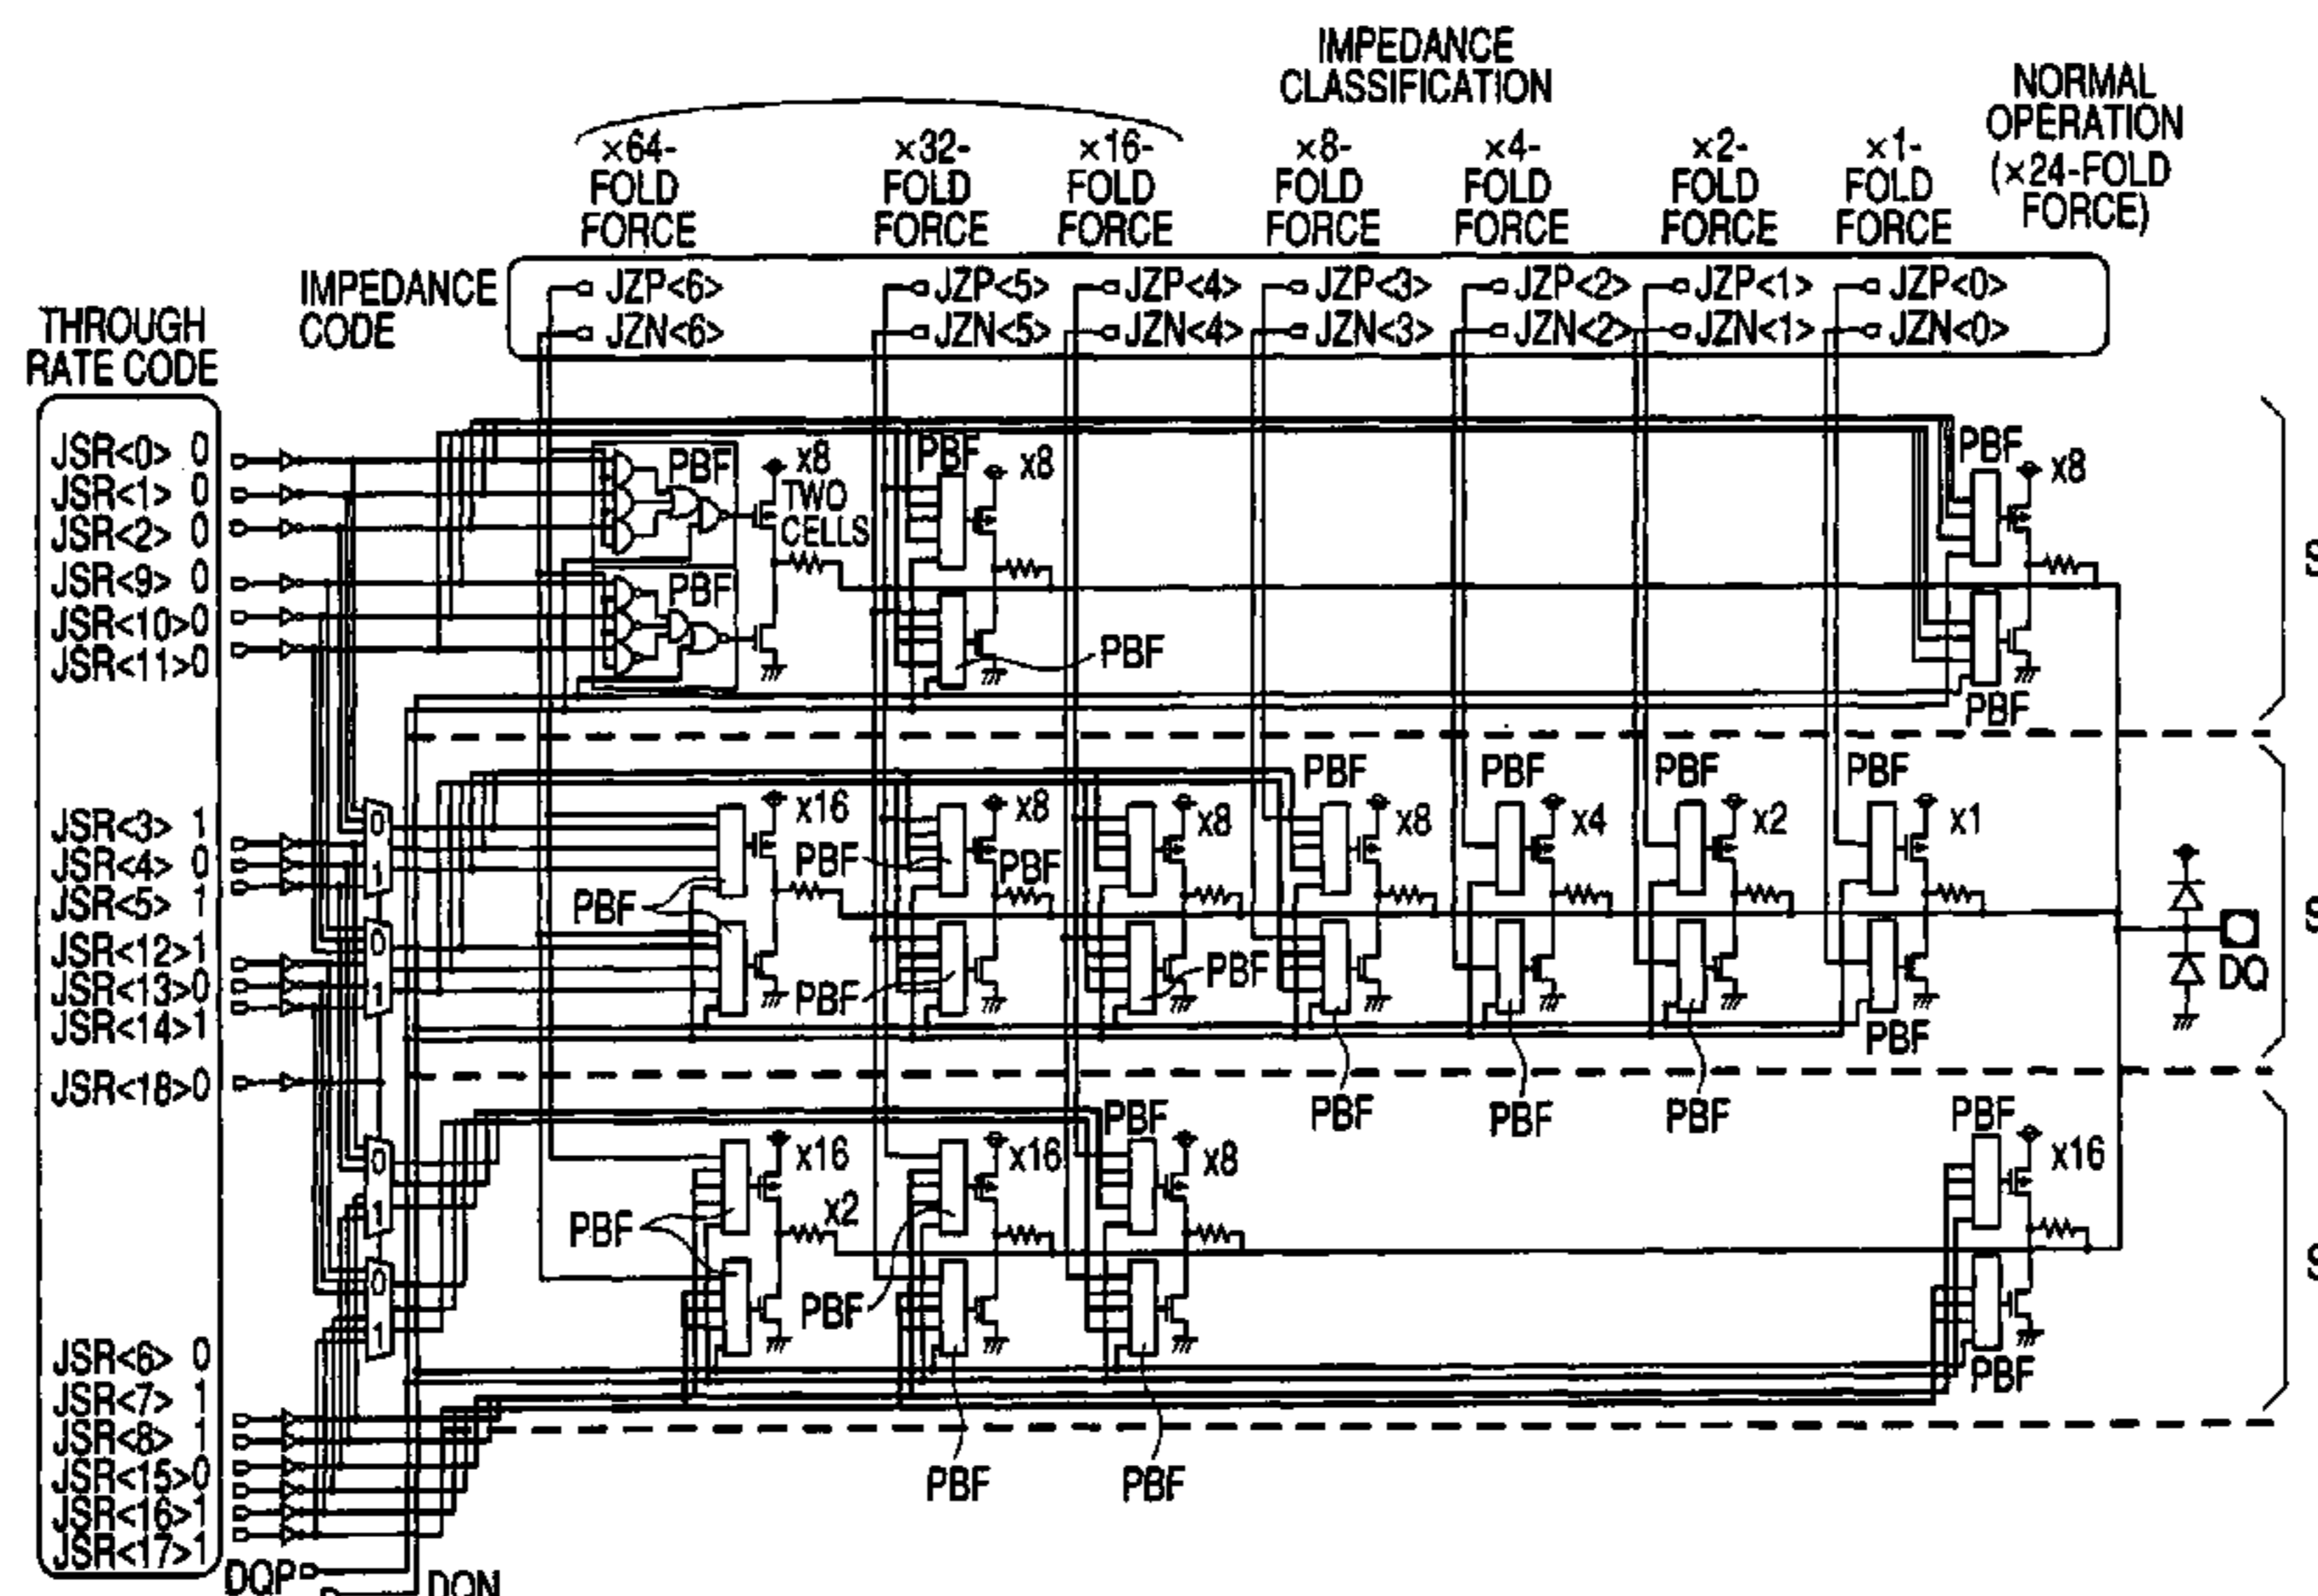 IMPEDANCE
CLASSIFICATION
NORMAL
OPERATION
(×24-FOLD
FORCE)
×64-
FOLD
FORCE
×32-
FOLD
FORCE
×16-
FOLD
FORCE
×8-
FOLD
FORCE
×4-
FOLD
FORCE
×2-
FOLD
FORCE
×1-
FOLD
FORCE
IMPEDANCE
CODE
JZP<6> JZP<5> JZP<4> JZP<3> JZP<2> JZP<1> JZP<0>
JZN<6> JZN<5> JZN<4> JZN<3> JZN<2> JZN<1> JZN<0>
THROUGH
RATE CODE
JSR<0> 0
JSR<1> 0
JSR<2> 0
JSR<9> 0
JSR<10>0
JSR<11>0
PBF x8
TWO
CELLS
PBF
PBF x8
PBF
PBF x8
PBF
S
JSR<3> 1
JSR<4> 0
JSR<5> 1
JSR<12>1
JSR<13>0
JSR<14>1
JSR<18>0
0
1
0
1
x16
PBF
x8
PBF
PBF
PBF
x8
PBF
PBF
x8
PBF
PBF
x4
PBF
PBF
x2
PBF
PBF
x1
PBF
DQ
S
0
1
0
1
x16
PBF
x2
x16
PBF
PBF
PBF
x8
PBF
PBF
x16
PBF
S
JSR<6> 0
JSR<7> 1
JSR<8> 1
JSR<15>0
JSR<16>1
JSR<17>1
DQP
DQN